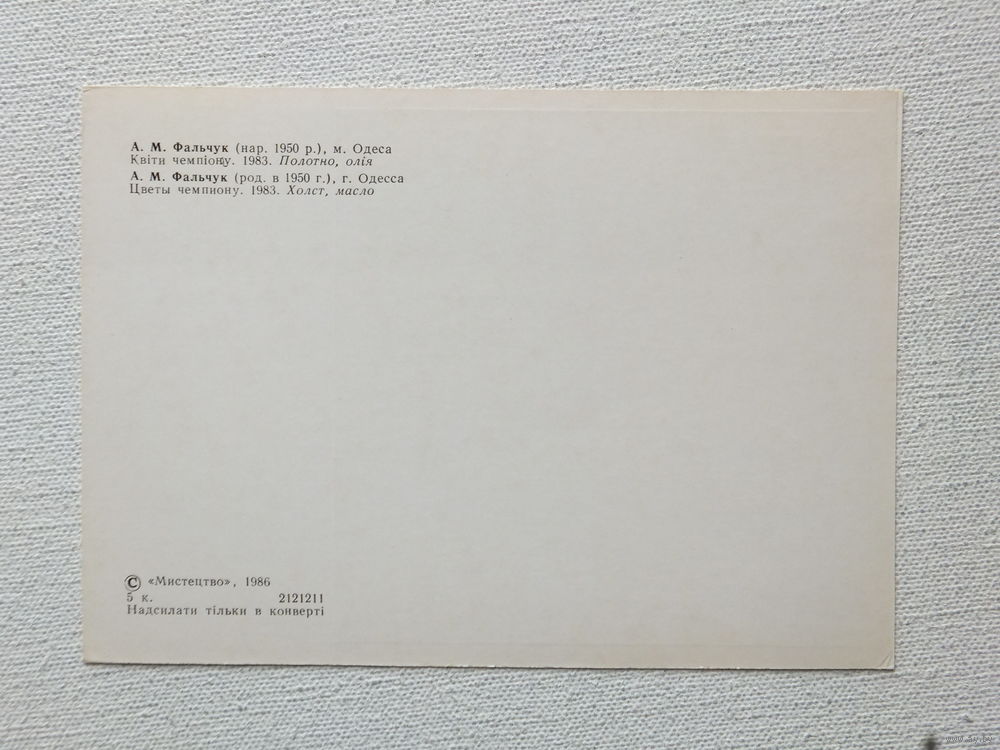 А. М. Фальчук (нар. 1950 р.), м. Одеса
Квіти чемпіону. 1983. Полотно, олія
А. М. Фальчук (род. в 1950 г.), г. Одесса
Цветы чемпиону. 1983. Холст, масло
© «Мистецтво», 1986
5 к. 2121211
Надсилати тільки в конверті